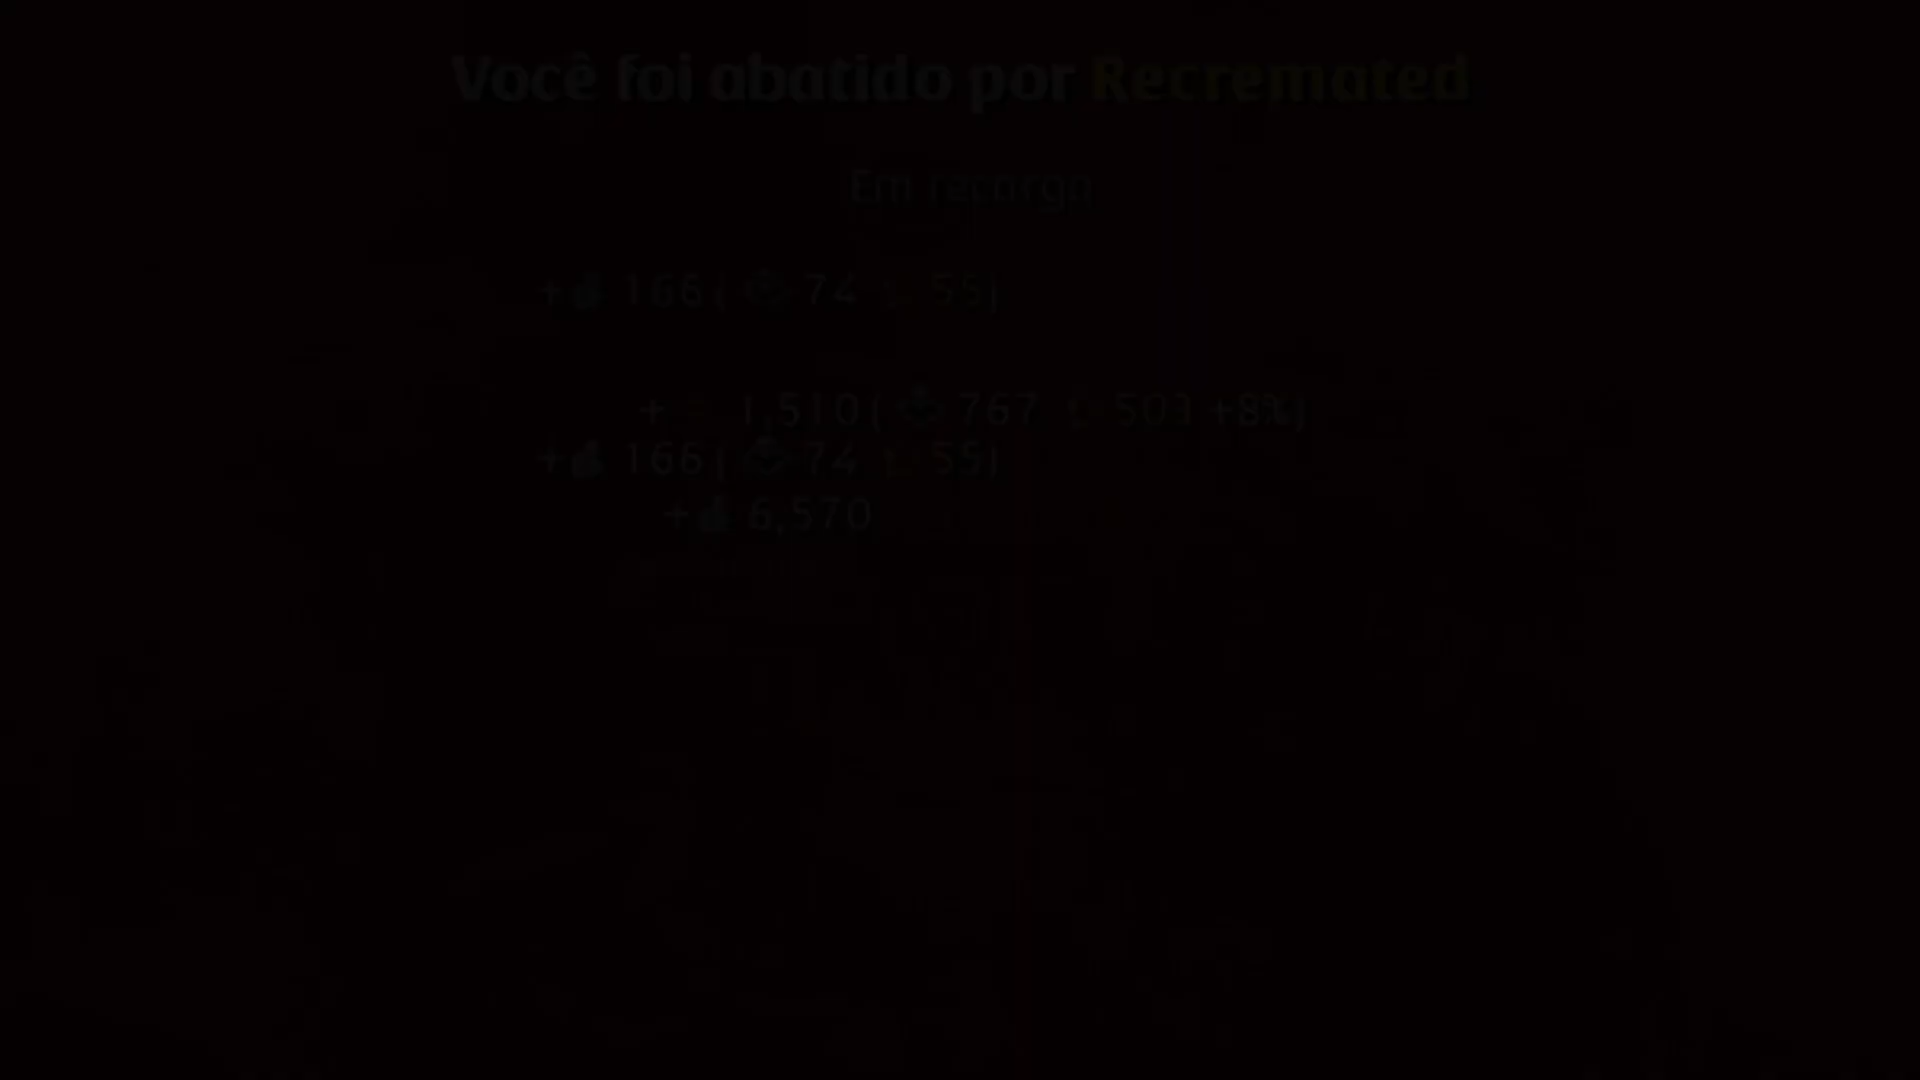 Você foi abatido por Recremated
Em recarga
+ 166 ( 74 55)
+ 1,510 ( 767 503 +8%)
+ 166 ( 74 55)
+ 6,570